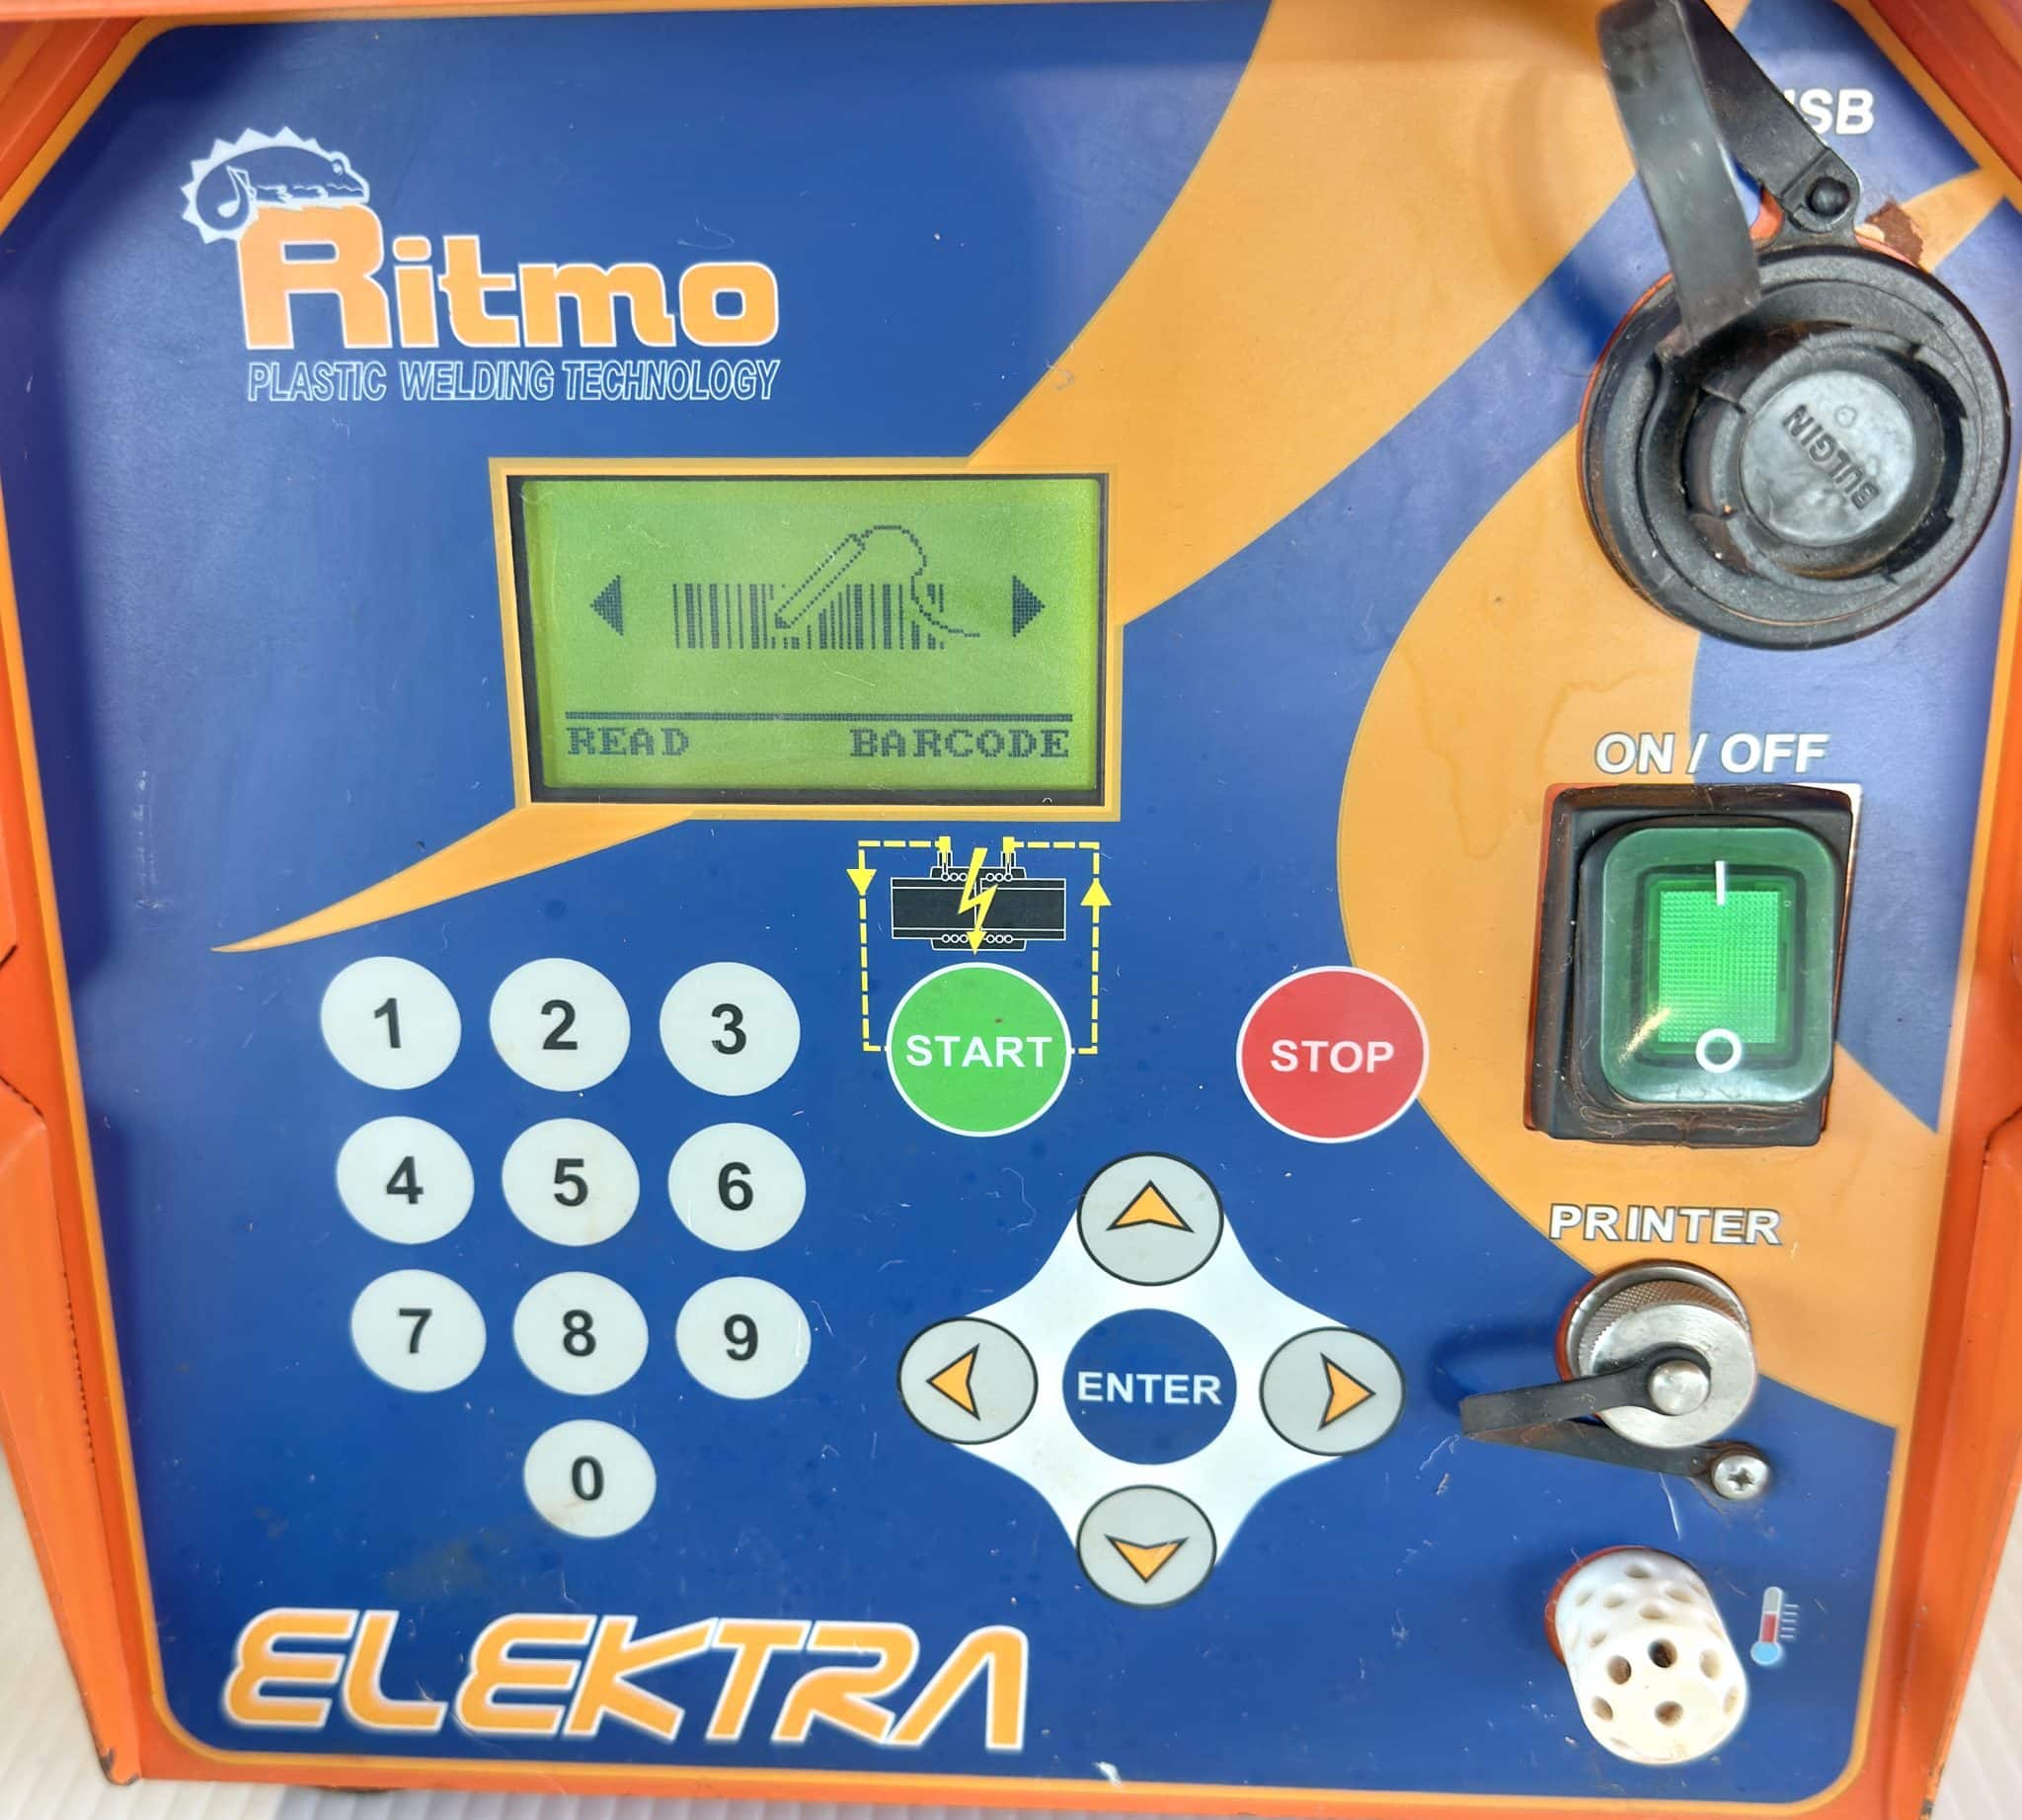 Ritmo
PLASTIC WELDING TECHNOLOGY
BULGIN
READ BARCODE
ON / OFF
1 2 3
START
STOP
4 5 6
PRINTER
7 8 9
ENTER
0
ELEKTRA